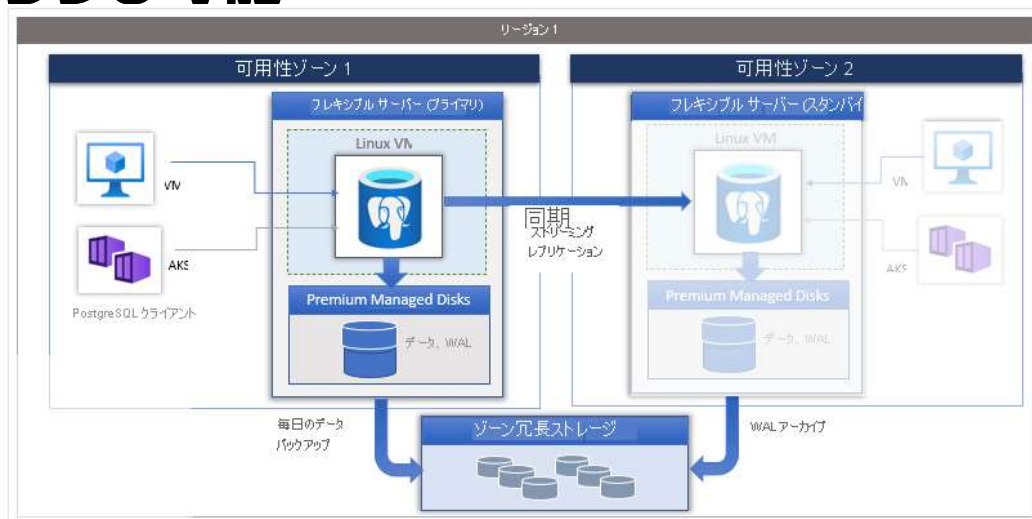 リージョン 1
可用性ゾーン 1
可用性ゾーン 2
フレキシブル サーバー (プライマリ)
フレキシブル サーバー (スタンバイ
Linux VM
Linux VM
VM
AKS
PostgreSQL クライアント
同期
ストリーミング
レプリケーション
VM
AKS
Premium Managed Disks
データ、WAL
Premium Managed Disks
データ、WAL
毎日のデータ
バックアップ
ゾーン冗長ストレージ
WAL アーカイブ